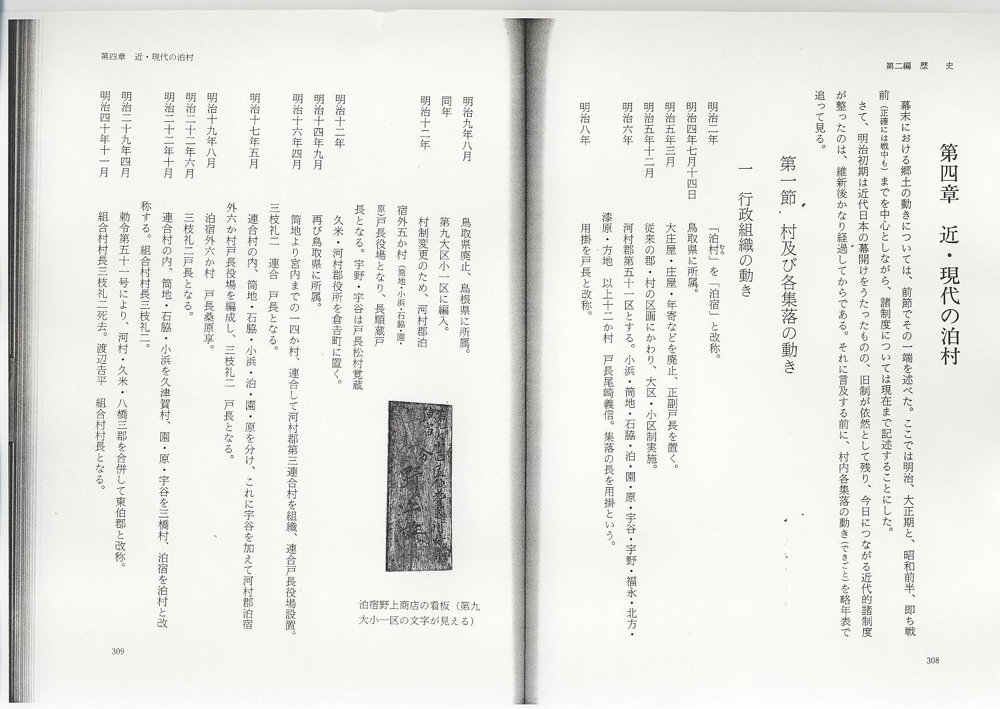 第二編　歴　史
第四章　近・現代の泊村
幕末における郷土の動きについては、前節でその一端を述べた。ここでは明治、大正期と、昭和前半、即ち戦
前（正確には戦中も）までを中心としながら、諸制度については現在まで記述することにした。
さて、明治初期は近代日本の幕開けをうたったものの、旧制が依然として残り、今日につながる近代的諸制度
が整ったのは、維新後かなり経過してからである。それに言及する前に、村内各集落の動き（できごと）を略年表で
追って見る。
第一節　村及び各集落の動き
一　行政組織の動き
明治二年　「泊村」を「泊宿」と改称。
むら
明治四年七月十四日　鳥取県に所属。
明治五年三月　大庄屋・庄屋・年寄などを廃止、正副戸長を置く。
明治五年十二月　従来の郡・村の区画にかわり、大区・小区制実施。
明治六年　河村郡第五十一区とする。小浜・筒地・石脇・泊・園・原・宇谷・宇野・福永・北方・
漆原・方地　以上十二か村　戸長尾崎義信。集落の長を用掛という。
明治八年　用掛を戸長と改称。
308
第四章　近・現代の泊村
明治九年八月　鳥取県廃止、島根県に所属。
同年　第九大区小一区に編入。
明治十二年　村制変更のため、河村郡泊
宿外五か村（筒地・小浜・石脇・園・
原）戸長役場となり、長順蔵戸
長となる。宇野・宇谷は戸長松村覚蔵
明治十二年　久米・河村郡役所を倉吉町に置く。
明治十四年九月　再び鳥取県に所属。
明治十六年四月　筒地より宮内までの一四か村、連合して河村郡第三連合村を組織、連合戸長役場設置。
三枝礼二　連合　戸長となる。
明治十七年五月　連合村の内、筒地・石脇・小浜・泊・園・原を分け、これに宇谷を加えて河村郡泊宿
外六か村戸長役場を編成し、三枝礼二　戸長となる。
明治十九年八月　泊宿外六か村　戸長桑原享。
明治二十二年六月　三枝礼二戸長となる。
明治二十二年十月　連合村の内、筒地・石脇・小浜を久津賀村、園・原・宇谷を三橋村、泊宿を泊村と改
称する。組合村村長三枝礼二。
明治二十九年四月　勅令第五十一号により、河村・久米・八橋三郡を合併して東伯郡と改称。
明治四十年十一月　組合村村長三枝礼二死去。渡辺吉平　組合村村長となる。
泊宿野上商店の看板（第九
大小一区の文字が見える）
309